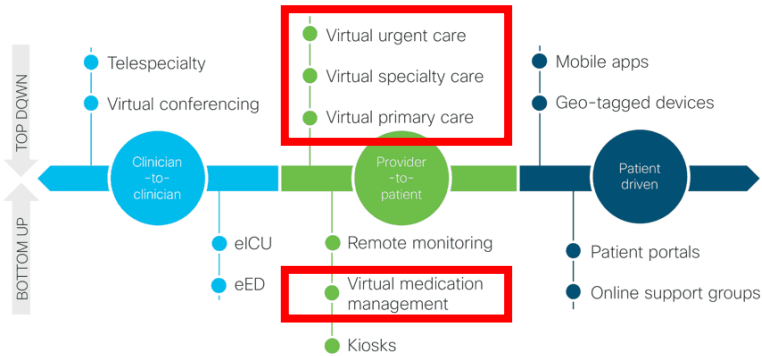 TOP DOWN
Telespecialty
Virtual conferencing
Virtual urgent care
Virtual specialty care
Virtual primary care
Mobile apps
Geo-tagged devices
Clinician
-to-
clinician
Provider
-to-
patient
Patient
driven
BOTTOM UP
eICU
eED
Remote monitoring
Virtual medication
management
Kiosks
Patient portals
Online support groups